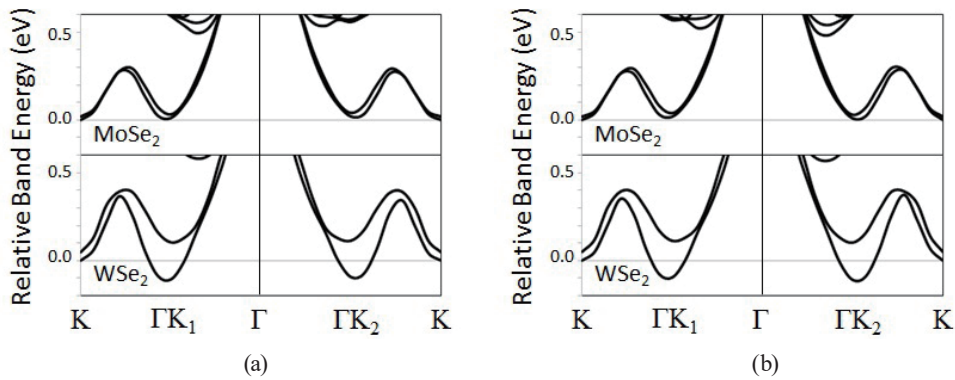 Relative Band Energy (eV)
0.5
0.0
MoSe₂
0.5
0.0
WSe₂
K ΓK₁ Γ ΓK₂ K
(a)
Relative Band Energy (eV)
0.5
0.0
MoSe₂
0.5
0.0
WSe₂
K ΓK₁ Γ ΓK₂ K
(b)